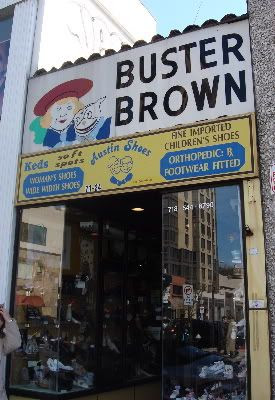 BUSTER
BROWN
Keds
soft
spots
Austin Shoes
FINE IMPORTED
CHILDREN'S SHOES
WOMAN'S SHOES
WIDE WIDTH SHOES
ORTHOPEDIC: ℞
FOOTWEAR FITTED